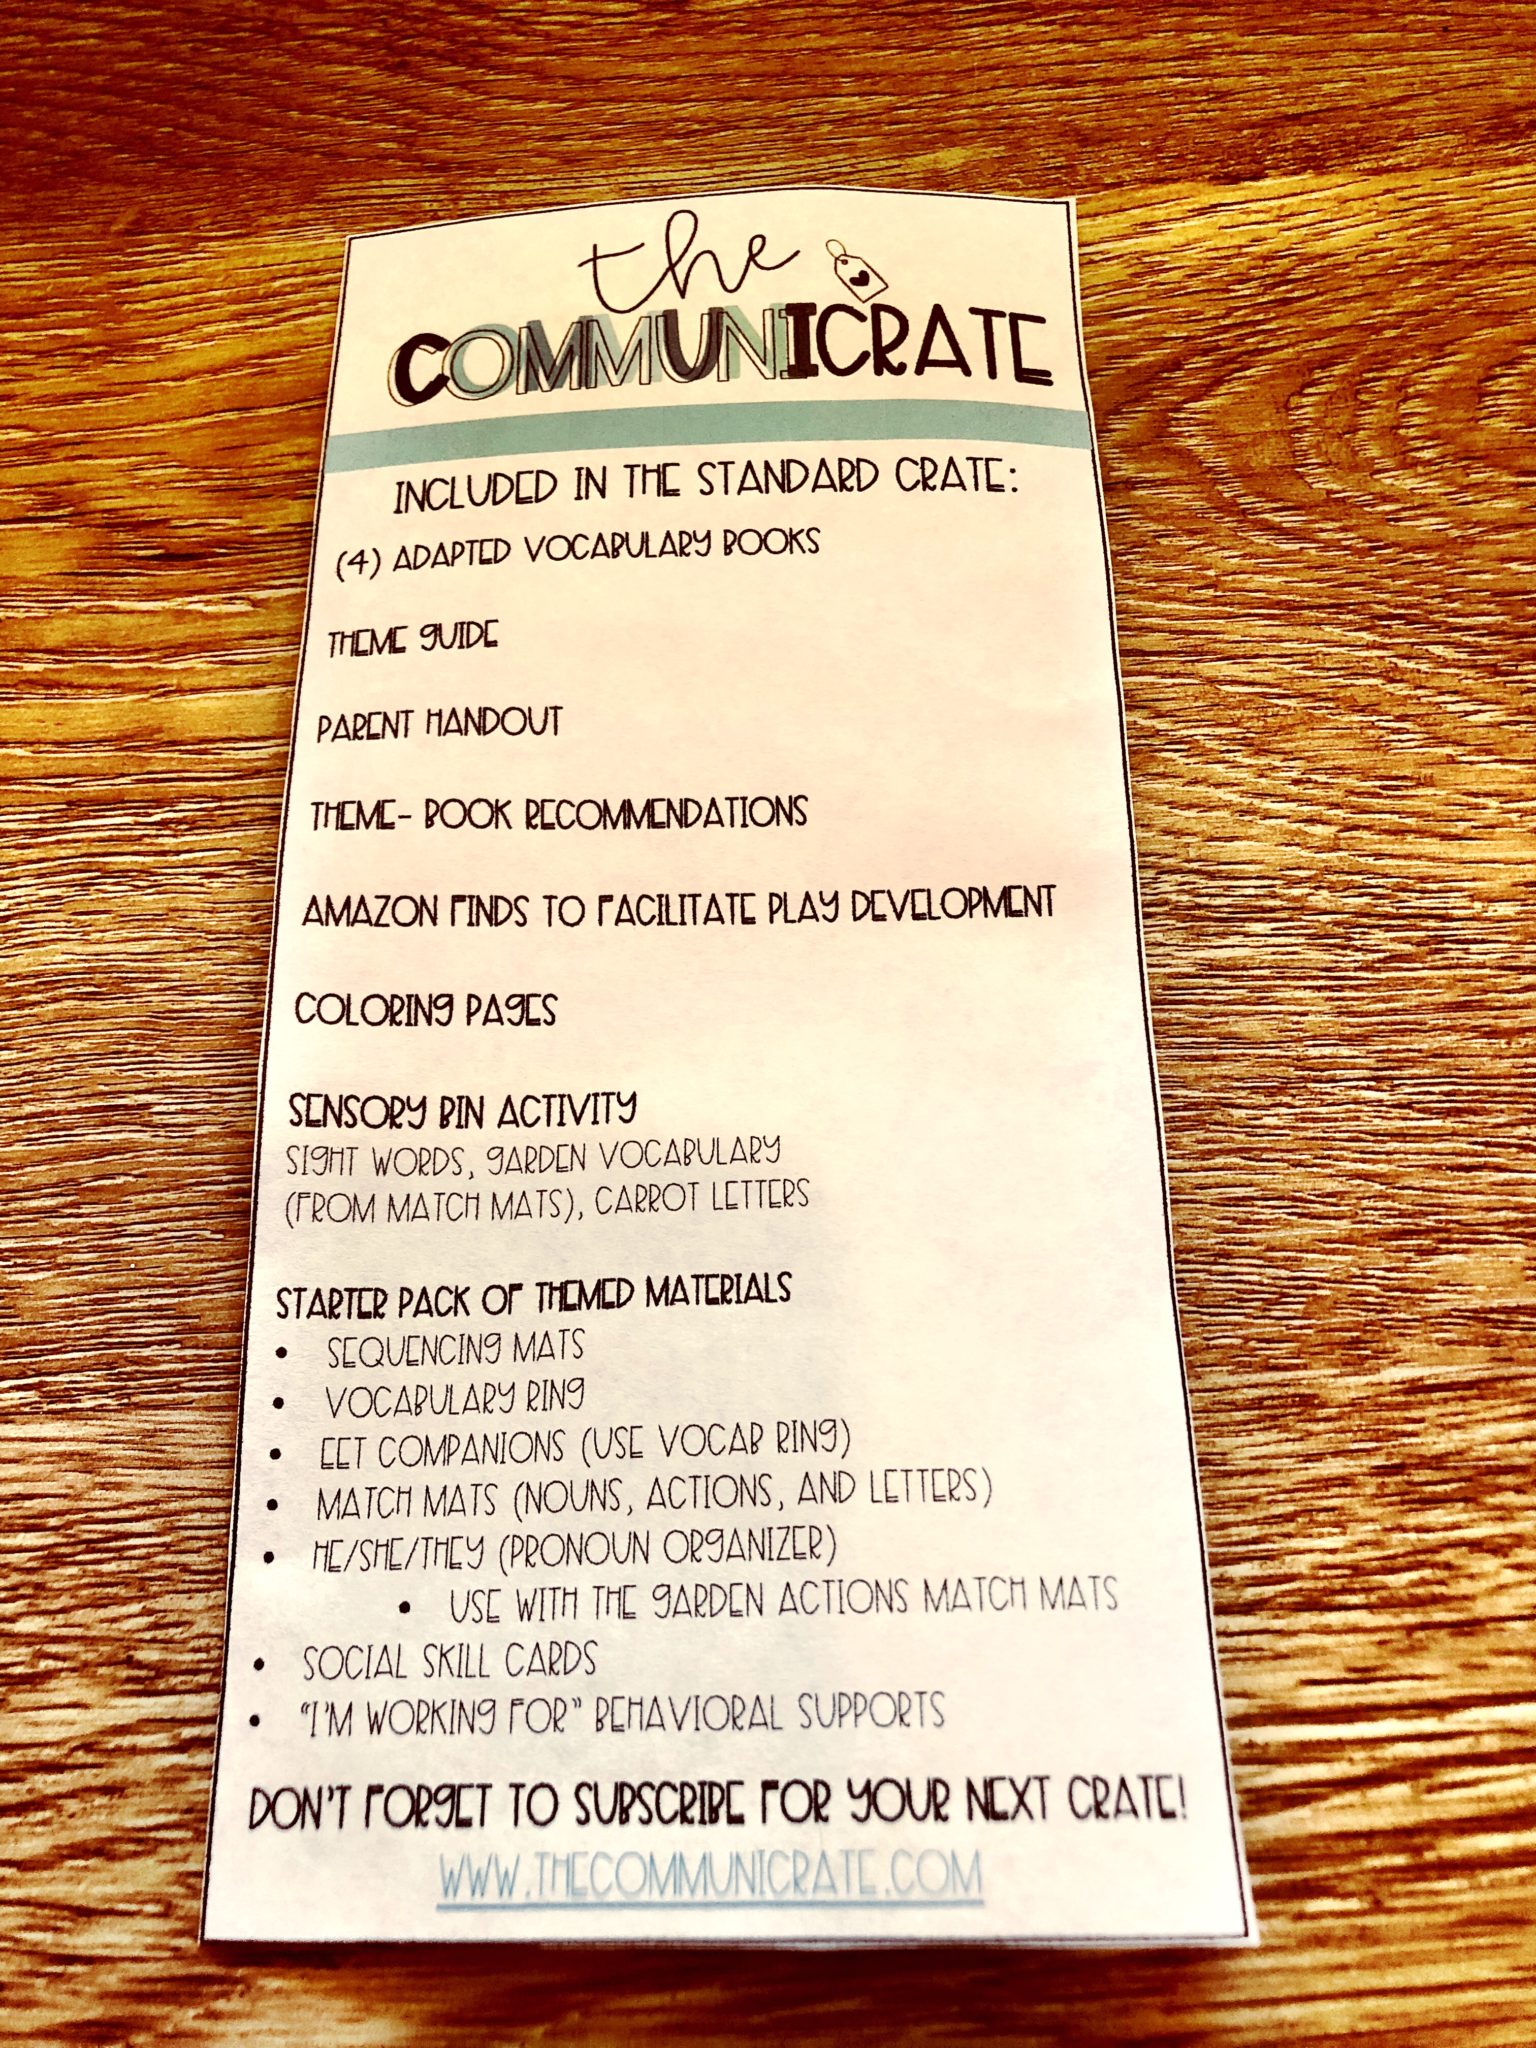 the
COMMUNICRATE
INCLUDED IN THE STANDARD CRATE:
(4) ADAPTED VOCABULARY BOOKS
THEME GUIDE
PARENT HANDOUT
THEME- BOOK RECOMMENDATIONS
AMAZON FINDS TO FACILITATE PLAY DEVELOPMENT
COLORING PAGES
SENSORY BIN ACTIVITY
SIGHT WORDS, GARDEN VOCABULARY
(FROM MATCH MATS), CARROT LETTERS
STARTER PACK OF THEMED MATERIALS
• SEQUENCING MATS
• VOCABULARY RING
• EET COMPANIONS (USE VOCAB RING)
• MATCH MATS (NOUNS, ACTIONS, AND LETTERS)
• HE/SHE/THEY (PRONOUN ORGANIZER)
• USE WITH THE GARDEN ACTIONS MATCH MATS
• SOCIAL SKILL CARDS
• "I'M WORKING FOR" BEHAVIORAL SUPPORTS
DON'T FORGET TO SUBSCRIBE FOR YOUR NEXT CRATE!
WWW.THECOMMUNICRATE.COM